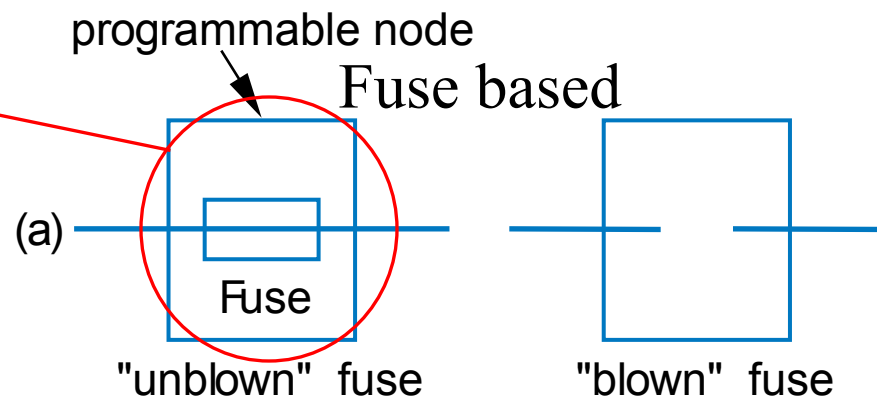 programmable node
Fuse based
(a)
Fuse
"unblown" fuse
"blown" fuse